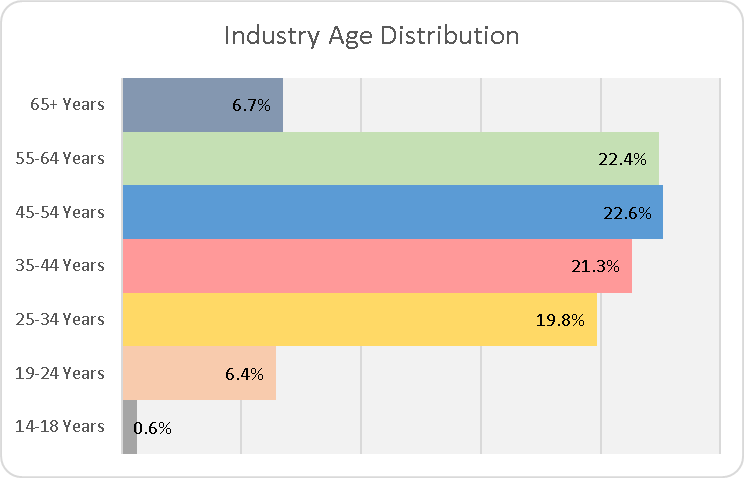 Industry Age Distribution
65+ Years 6.7%
55-64 Years 22.4%
45-54 Years 22.6%
35-44 Years 21.3%
25-34 Years 19.8%
19-24 Years 6.4%
14-18 Years 0.6%